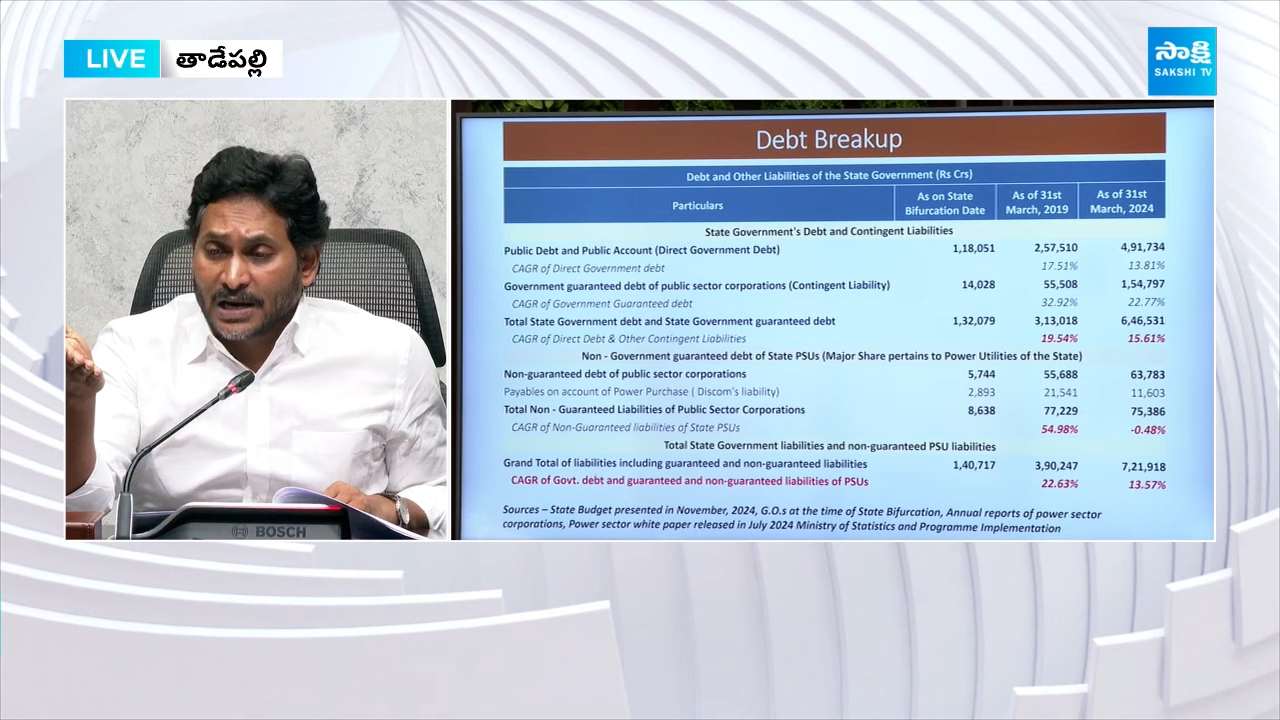 LIVE తాడేపల్లి
సాక్షి
SAKSHI TV
Debt Breakup
Debt and Other Liabilities of the State Government (Rs Crs)
Particulars As on State Bifurcation Date As of 31st March, 2019 As of 31st March, 2024
State Government's Debt and Contingent Liabilities
Public Debt and Public Account (Direct Government Debt) 1,18,051 2,57,510 4,91,734
CAGR of Direct Government debt 17.51% 13.81%
Government guaranteed debt of public sector corporations (Contingent Liability) 14,028 55,508 1,54,797
CAGR of Government Guaranteed debt 32.92% 22.77%
Total State Government debt and State Government guaranteed debt 1,32,079 3,13,018 6,46,531
CAGR of Direct Debt & Other Contingent Liabilities 19.54% 15.61%
Non - Government guaranteed debt of State PSUs (Major Share pertains to Power Utilities of the State)
Non-guaranteed debt of public sector corporations 5,744 55,688 63,783
Payables on account of Power Purchase ( Discom's liability) 2,893 21,541 11,603
Total Non - Guaranteed Liabilities of Public Sector Corporations 8,638 77,229 75,386
CAGR of Non-Guaranteed liabilities of State PSUs 54.98% -0.48%
Total State Government liabilities and non-guaranteed PSU liabilities
Grand Total of liabilities including guaranteed and non-guaranteed liabilities 1,40,717 3,90,247 7,21,918
CAGR of Govt. debt and guaranteed and non-guaranteed liabilities of PSUs 22.63% 13.57%
Sources – State Budget presented in November, 2024, G.O.s at the time of State Bifurcation, Annual reports of power sector
corporations, Power sector white paper released in July 2024 Ministry of Statistics and Programme Implementation
BOSCH